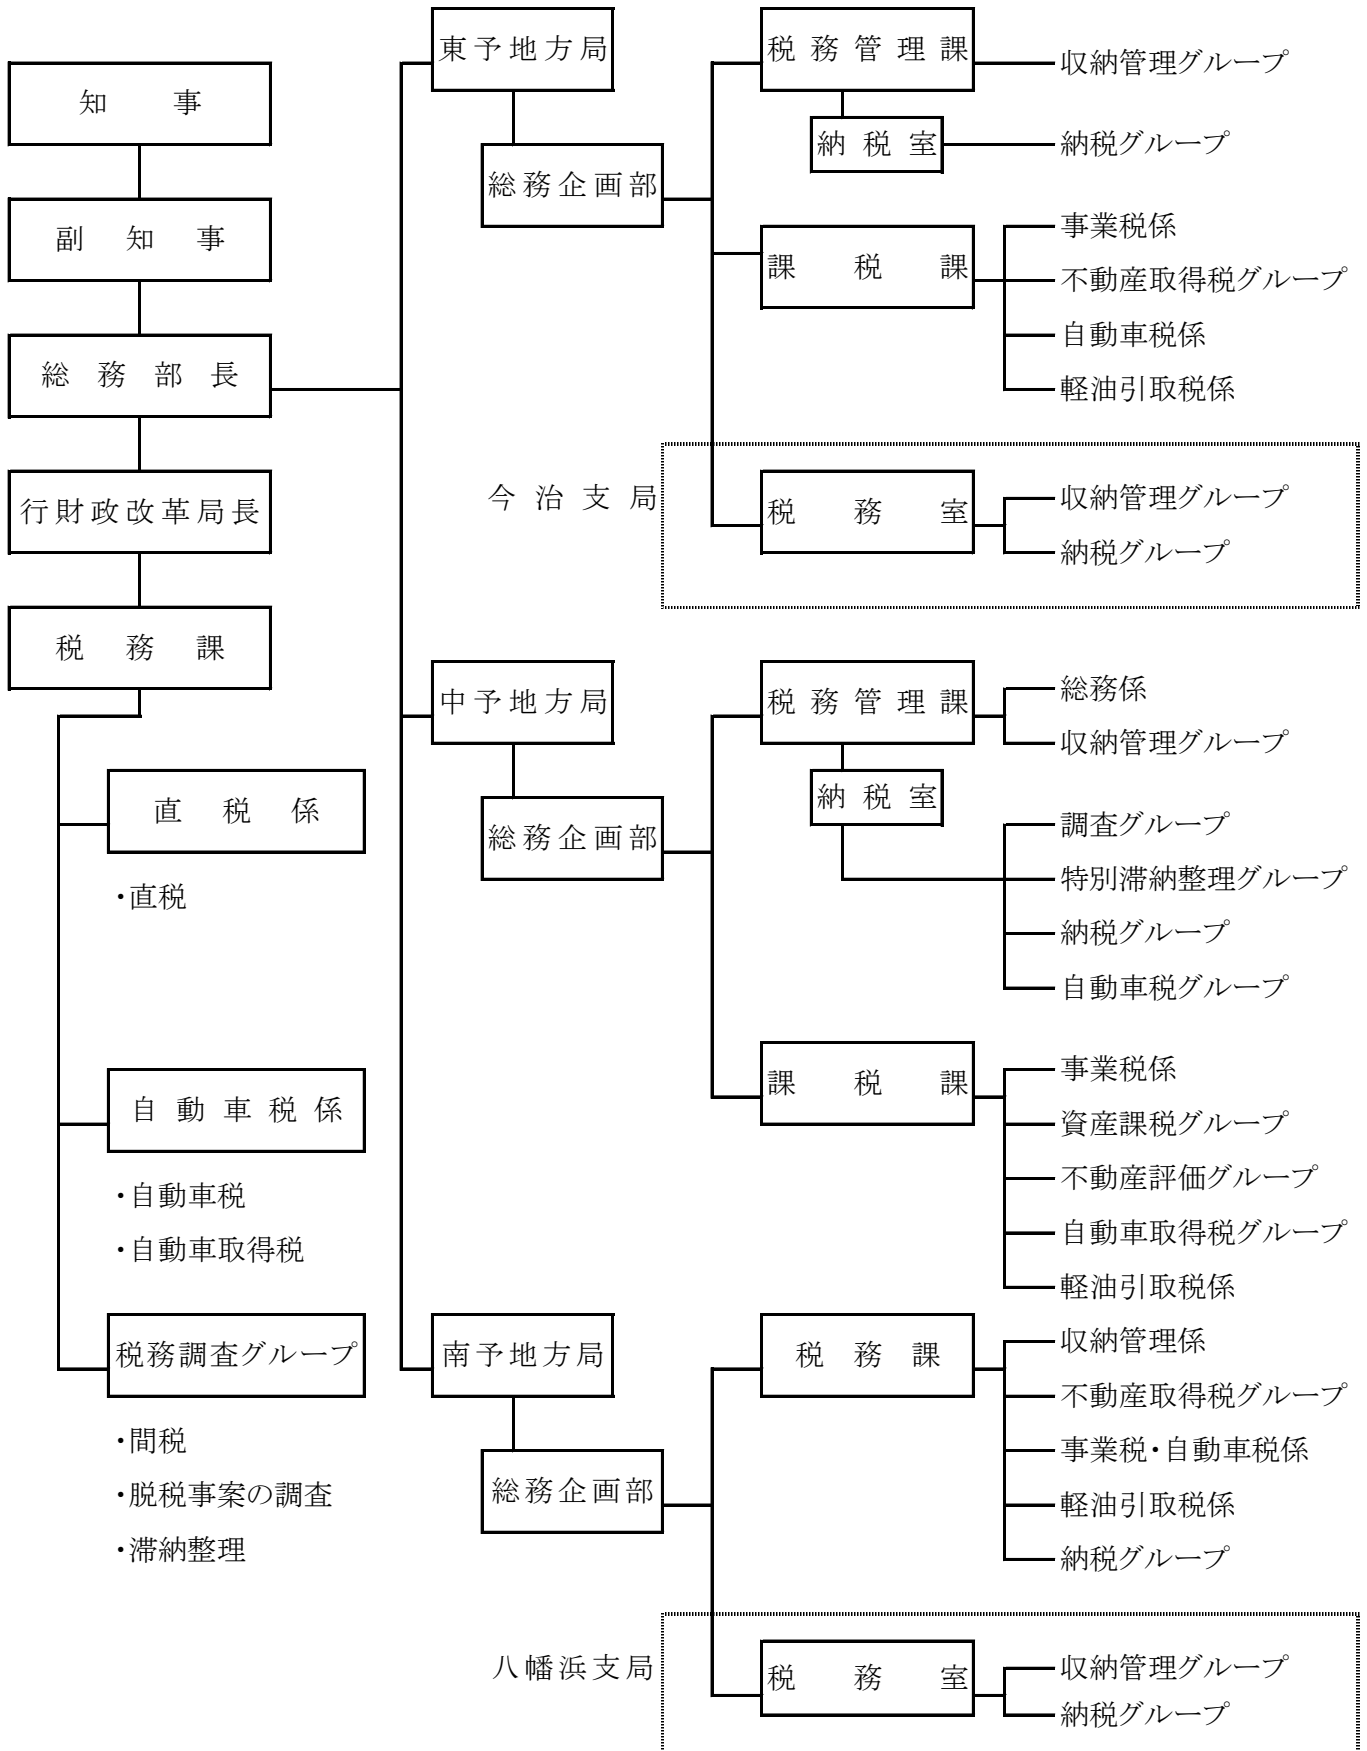 知事
副知事
総務部長
行財政改革局長
税務課
直税係
・直税
自動車税係
・自動車税
・自動車取得税
税務調査グループ
・間税
・脱税事案の調査
・滞納整理
東予地方局
総務企画部
税務管理課
収納管理グループ
納税室
納税グループ
課税課
事業税係
不動産取得税グループ
自動車税係
軽油引取税係
今治支局
税務室
収納管理グループ
納税グループ
中予地方局
総務企画部
税務管理課
総務係
収納管理グループ
納税室
調査グループ
特別滞納整理グループ
納税グループ
自動車税グループ
課税課
事業税係
資産課税グループ
不動産評価グループ
自動車取得税グループ
軽油引取税係
南予地方局
総務企画部
税務課
収納管理係
不動産取得税グループ
事業税・自動車税係
軽油引取税係
納税グループ
八幡浜支局
税務室
収納管理グループ
納税グループ